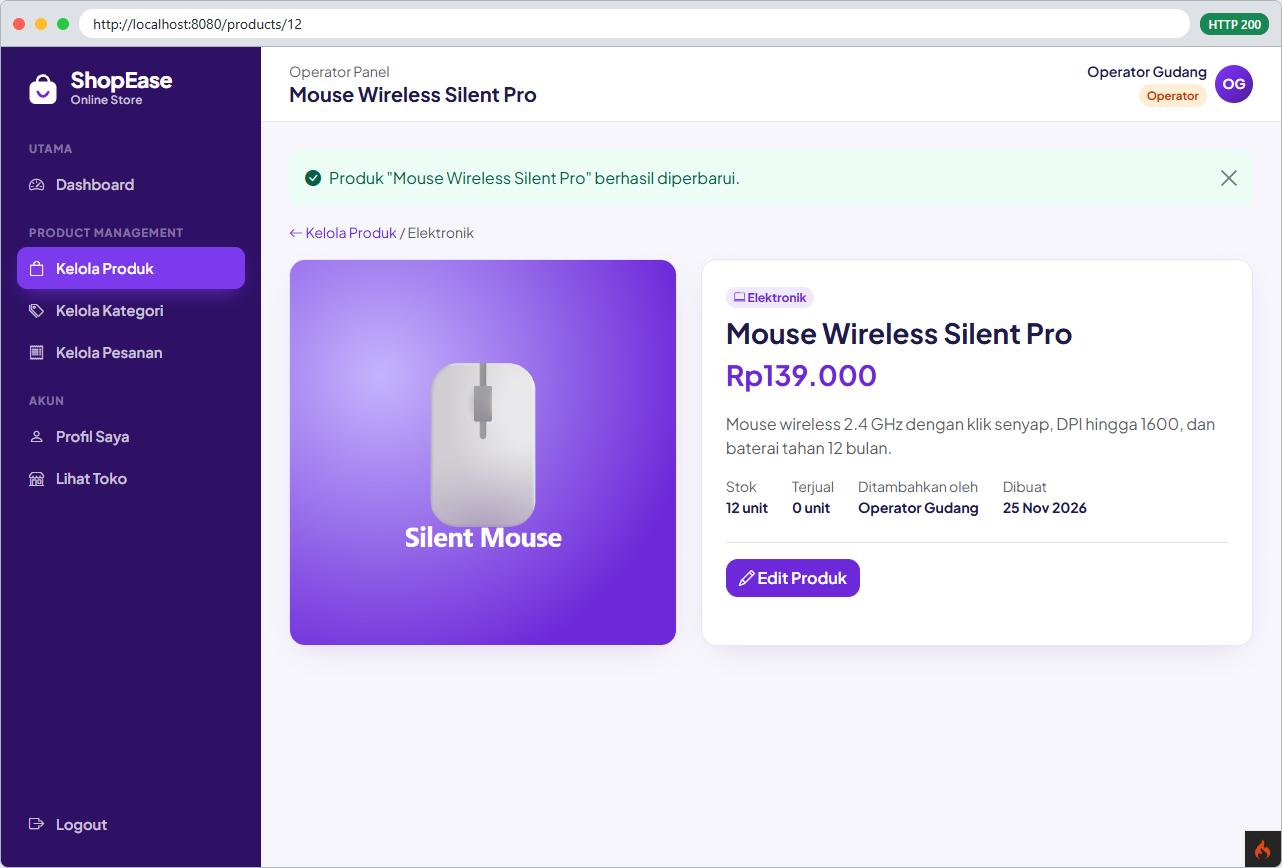 http://localhost:8080/products/12
HTTP 200
ShopEase
Online Store
UTAMA
Dashboard
PRODUCT MANAGEMENT
Kelola Produk
Kelola Kategori
Kelola Pesanan
AKUN
Profil Saya
Lihat Toko
Logout
Operator Panel
Mouse Wireless Silent Pro
Operator Gudang
Operator
OG
Produk "Mouse Wireless Silent Pro" berhasil diperbarui.
← Kelola Produk / Elektronik
Silent Mouse
Elektronik
Mouse Wireless Silent Pro
Rp139.000
Mouse wireless 2.4 GHz dengan klik senyap, DPI hingga 1600, dan
baterai tahan 12 bulan.
Stok Terjual Ditambahkan oleh Dibuat
12 unit 0 unit Operator Gudang 25 Nov 2026
Edit Produk